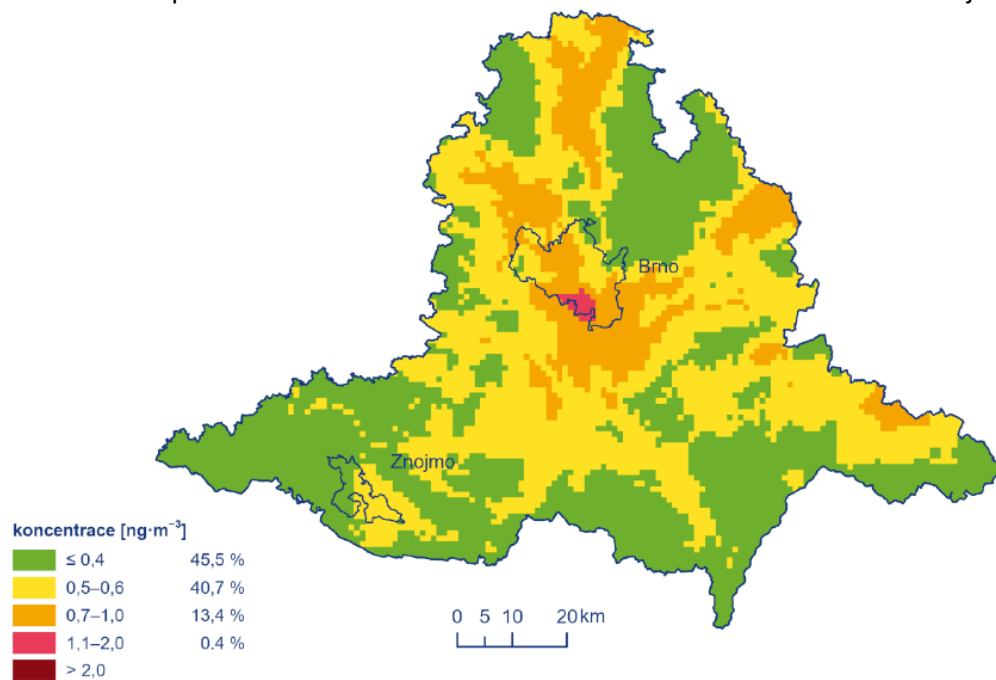 Brno
Znojmo
koncentrace [ng·m⁻³]
≤ 0,4 45,5 %
0,5–0,6 40,7 %
0,7–1,0 13,4 %
1,1–2,0 0.4 %
> 2,0
0 5 10 20 km